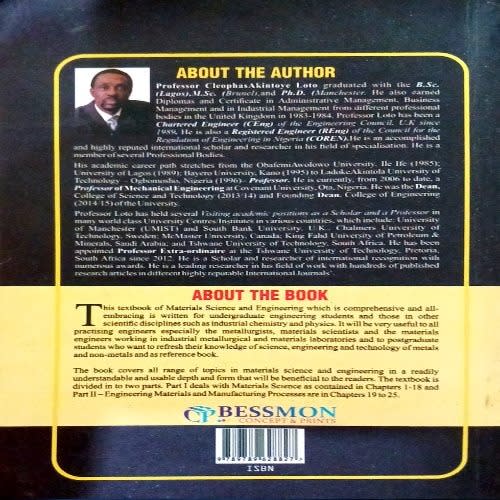 ABOUT THE AUTHOR
Professor CleophasAkintoye Loto graduated with the B.Sc.
(Lagos),M.Sc. (Brunel),and Ph.D. (Manchester. He also earned
Diplomas and Certificate in Administrative Management, Business
Management and in Industrial Management from different professional
bodies in the United Kingdom in 1983-1984. Professor Loto has been a
Chartered Engineer (CEng) of the Engineering Council, U.K since
1989. He is also a Registered Engineer (REng) of the Council for the
Regulation of Engineering in Nigeria (COREN).He is an accomplished
and highly reputed international scholar and researcher in his field of specialisation. He is a
member of several Professional Bodies.
His academic career path stretches from the ObafemiAwolowo University. Ile Ife (1985);
University of Lagos (1989); Bayero University, Kano (1995) to LadokeAkintola University of
Technology - Ogbomosho, Nigeria (1996)- Professor. He is currently, from 2006 to date, a
Professor of Mechanical Engineering at Covenant University, Ota, Nigeria. He was the Dean,
College of Science and Technology (2013/14) and Founding Dean, College of Engineering
(2014/15) of the University.
Professor Loto has held several Visiting academic positions as a Scholar and a Professor in
many world class University Centres/Institutes in various countries, which include: University
of Manchester (UMIST) and South Bank University, U.K.. Chalmers University of
Technology, Sweden; McMaster University, Canada; King Fahd University of Petroleum &
Minerals, Saudi Arabia; and Tshwane University of Technology, South Africa. He has been
appointed Professor Extra-ordinaire at the Tshwane University of Technology, Pretoria,
South Africa since 2012. He is a Scholar and researcher of international recognition with
numerous awards. He is a leading researcher in his field of work with hundreds of published
research articles in different highly reputable International Journals'.
ABOUT THE BOOK
This textbook of Materials Science and Engineering which is comprehensive and all-
embracing is written for undergraduate engineering students and those in other
scientific disciplines such as industrial chemistry and physics. It will be very useful to all
practising engineers especially the metallurgists, materials scientists and the materials
engineers working in industrial metallurgical and materials laboratories and to postgraduate
students who want to refresh their knowledge of science, engineering and technology of metals
and non-metals and as reference book.
The book covers all range of topics in materials science and engineering in a readily
understandable and usable depth and form that will be beneficial to the readers. The textbook is
divided in to two parts. Part I deals with Materials Science as contained in Chapters 1-18 and
Part II – Engineering Materials and Manufacturing Processes are in Chapters 19 to 25.
BESSMON
CONCEPT & PRINTS
9 789789 628827
ISBN